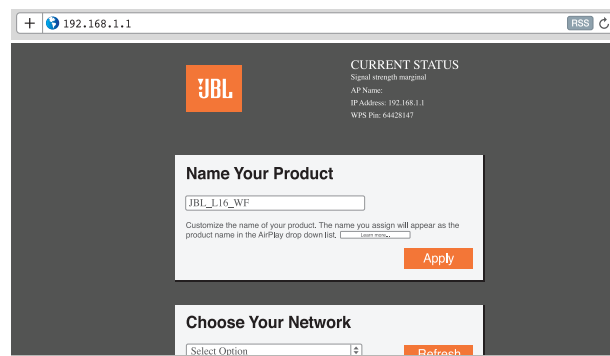 192.168.1.1
RSS
JBL
CURRENT STATUS
Signal strength marginal
AP Name:
IP Address: 192.168.1.1
WPS Pin: 64428147
Name Your Product
JBL_L16_WF
Customize the name of your product. The name you assign will appear as the
product name in the AirPlay drop down list. Learn more...
Apply
Choose Your Network
Select Option
Refresh